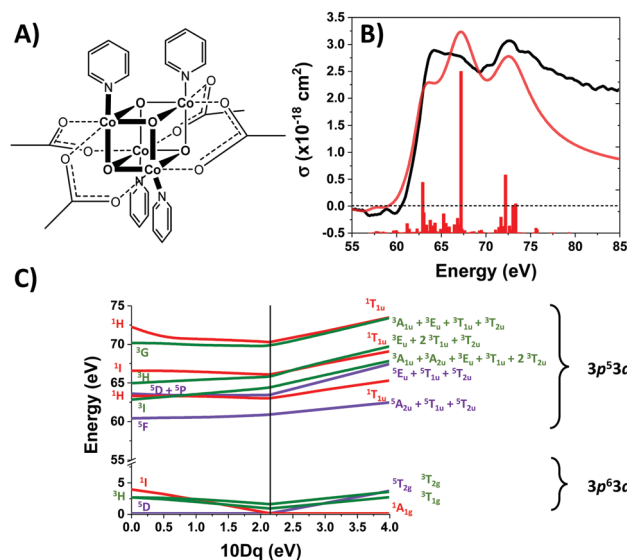 A)
N
N
Co
Co
Co
Co
O
O
O
O
O
O
O
O
O
O
N
N
B)
σ (x10⁻¹⁸ cm²)
3.5
3.0
2.5
2.0
1.5
1.0
0.5
0.0
-0.5
55 60 65 70 75 80 85
Energy (eV)
C)
Energy (eV)
75
70
65
60
55
5
0
¹H
³G
¹I
³H
⁵D + ⁵P
¹H
³I
⁵F
¹I
³H
⁵D
¹T₁ᵤ
³A₁ᵤ + ³Eᵤ + ³T₁ᵤ + ³T₂ᵤ
¹T₁ᵤ
³Eᵤ + 2 ³T₁ᵤ + ³T₂ᵤ
³A₁ᵤ + ³A₂ᵤ + ³Eᵤ + ³T₁ᵤ + 2 ³T₂ᵤ
⁵Eᵤ + ⁵T₁ᵤ + ⁵T₂ᵤ
¹T₁ᵤ
⁵A₂ᵤ + ⁵T₁ᵤ + ⁵T₂ᵤ
⁵T₂g ³T₂g
³T₁g
¹A₁g
3p⁵3d
3p⁶3d
0.0 0.5 1.0 1.5 2.0 2.5 3.0 3.5 4.0
10Dq (eV)